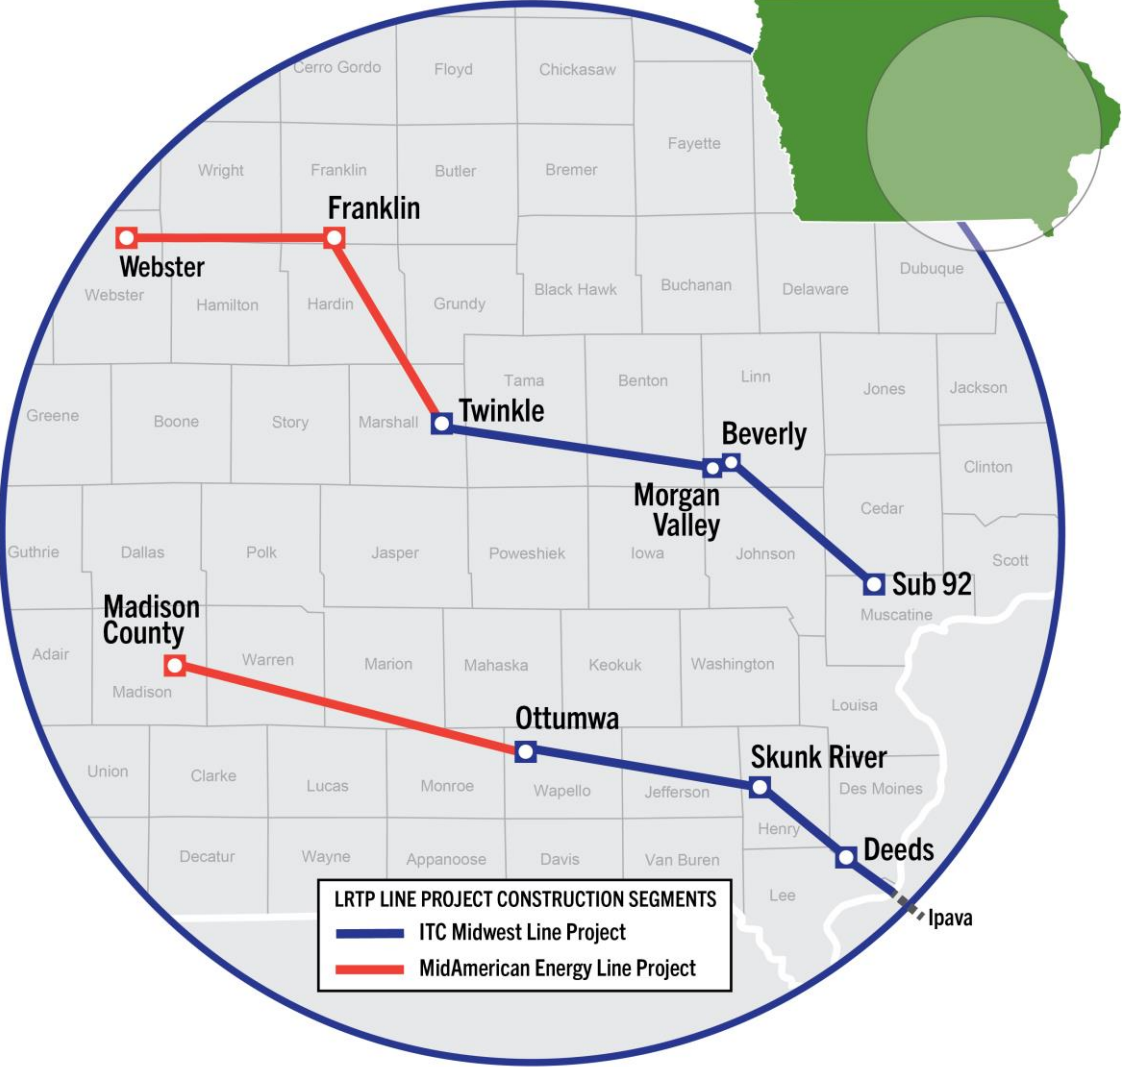 Cerro Gordo
Floyd
Chickasaw
Fayette
Wright
Franklin
Butler
Bremer
Franklin
Webster
Webster
Hamilton
Hardin
Grundy
Black Hawk
Buchanan
Delaware
Dubuque
Greene
Boone
Story
Marshall
Twinkle
Tama
Benton
Linn
Jones
Jackson
Beverly
Morgan
Valley
Clinton
Cedar
Guthrie
Dallas
Polk
Jasper
Poweshiek
Iowa
Johnson
Scott
Sub 92
Muscatine
Madison
County
Adair
Madison
Warren
Marion
Mahaska
Keokuk
Washington
Louisa
Ottumwa
Skunk River
Union
Clarke
Lucas
Monroe
Wapello
Jefferson
Des Moines
Henry
Deeds
Decatur
Wayne
Appanoose
Davis
Van Buren
Lee
Ipava
LRTP LINE PROJECT CONSTRUCTION SEGMENTS
ITC Midwest Line Project
MidAmerican Energy Line Project